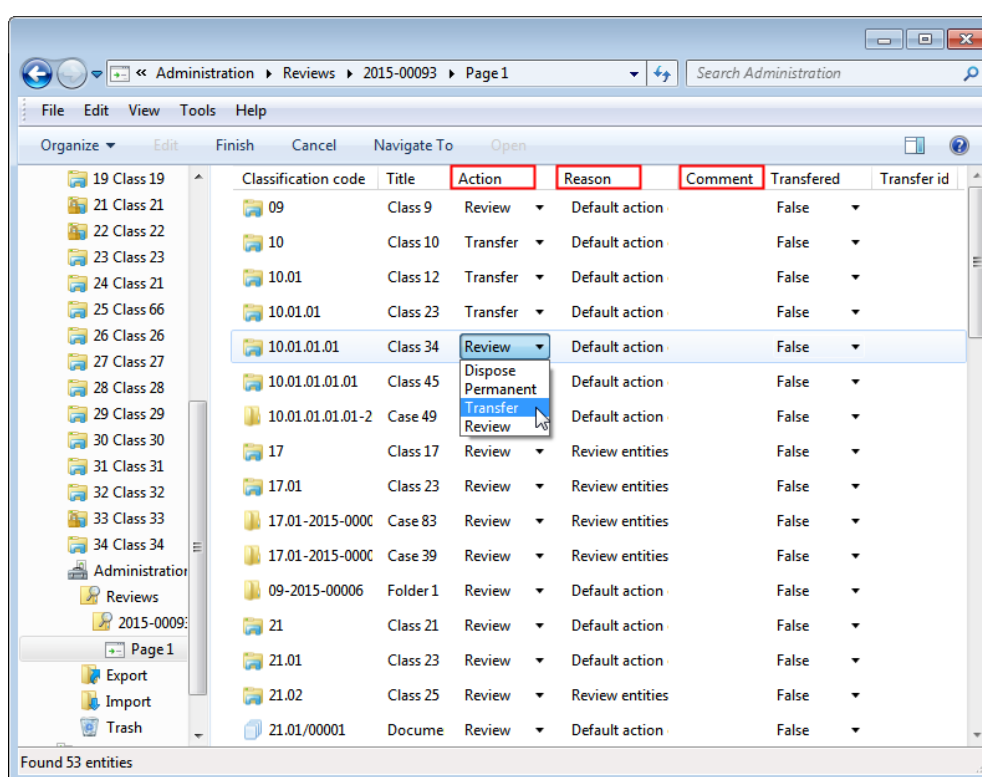 « Administration ▸ Reviews ▸ 2015-00093 ▸ Page 1 Search Administration
File Edit View Tools Help
Organize Edit Finish Cancel Navigate To Open
19 Class 19
21 Class 21
22 Class 22
23 Class 23
24 Class 21
25 Class 66
26 Class 26
27 Class 27
28 Class 28
29 Class 29
30 Class 30
31 Class 31
32 Class 32
33 Class 33
34 Class 34
Administration
Reviews
2015-00093
Page 1
Export
Import
Trash
Classification code Title Action Reason Comment Transfered Transfer id
09 Class 9 Review Default action False
10 Class 10 Transfer Default action False
10.01 Class 12 Transfer Default action False
10.01.01 Class 23 Transfer Default action False
10.01.01.01 Class 34 Review Default action False
Dispose
Permanent
Transfer
Review
10.01.01.01.01 Class 45 Default action False
10.01.01.01.01-2 Case 49 Default action False
17 Class 17 Review Review entities False
17.01 Class 23 Review Review entities False
17.01-2015-0000 Case 83 Review Review entities False
17.01-2015-0000 Case 39 Review Review entities False
09-2015-00006 Folder 1 Review Default action False
21 Class 21 Review Default action False
21.01 Class 23 Review Default action False
21.02 Class 25 Review Review entities False
21.01/00001 Docume Review Default action False
Found 53 entities